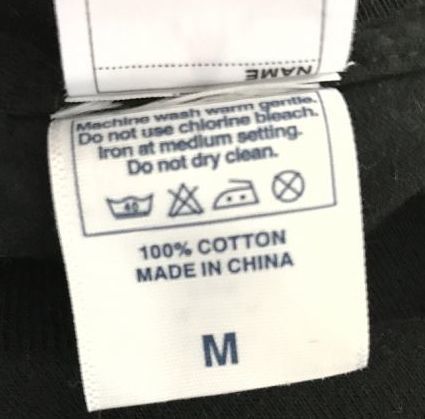 NAME
Machine wash warm gentle.
Do not use chlorine bleach.
Iron at medium setting.
Do not dry clean.
40
100% COTTON
MADE IN CHINA
M